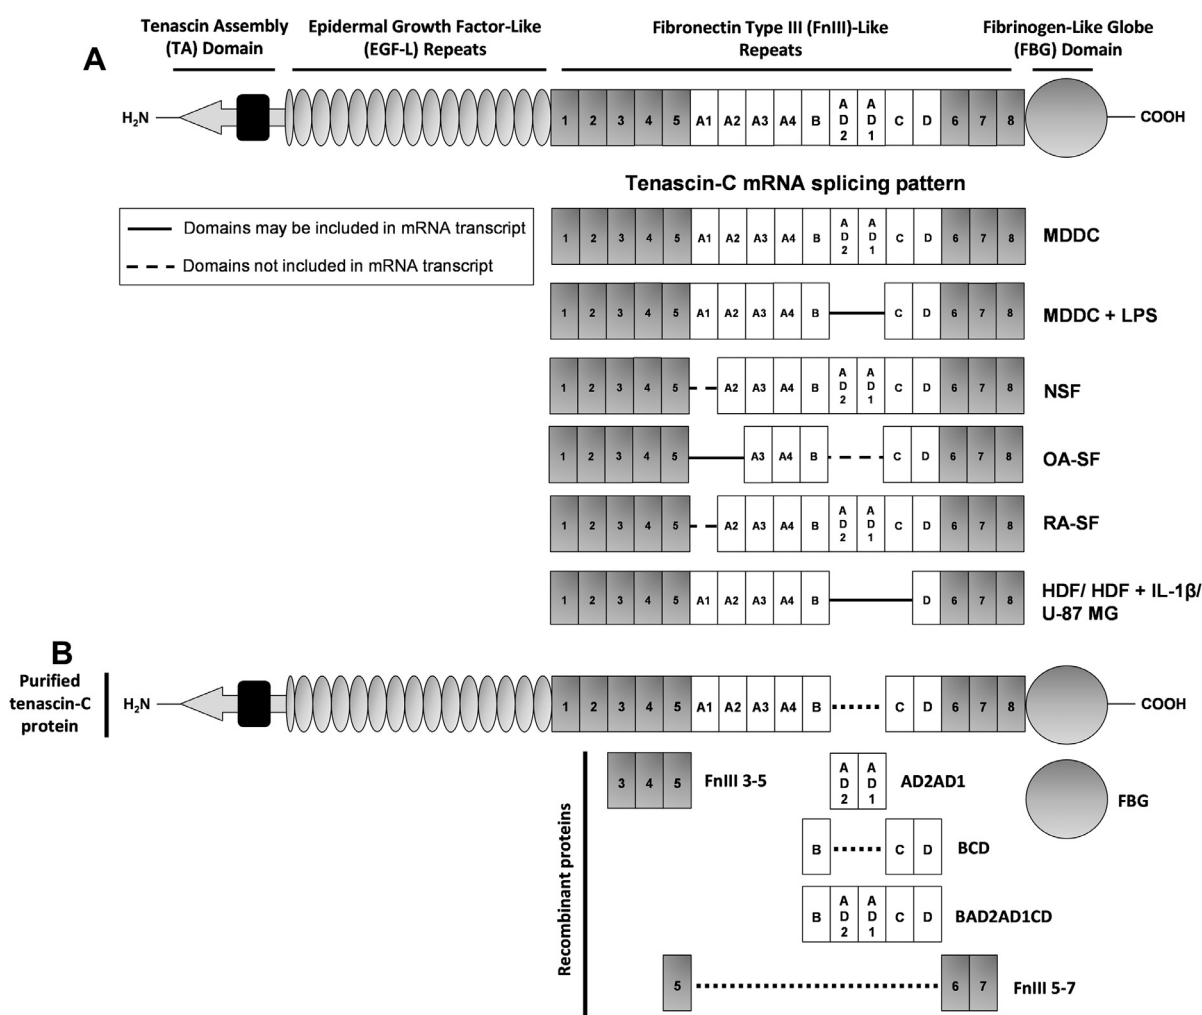 Tenascin Assembly
(TA) Domain
Epidermal Growth Factor-Like
(EGF-L) Repeats
Fibronectin Type III (FnIII)-Like
Repeats
Fibrinogen-Like Globe
(FBG) Domain
A
H₂N
1 2 3 4 5 A1 A2 A3 A4 B AD2 AD1 C D 6 7 8
COOH
Tenascin-C mRNA splicing pattern
Domains may be included in mRNA transcript
Domains not included in mRNA transcript
1 2 3 4 5 A1 A2 A3 A4 B AD2 AD1 C D 6 7 8 MDDC
1 2 3 4 5 A1 A2 A3 A4 B C D 6 7 8 MDDC + LPS
1 2 3 4 5 A2 A3 A4 B AD2 AD1 C D 6 7 8 NSF
1 2 3 4 5 A3 A4 B C D 6 7 8 OA-SF
1 2 3 4 5 A2 A3 A4 B AD2 AD1 C D 6 7 8 RA-SF
1 2 3 4 5 A1 A2 A3 A4 B D 6 7 8 HDF/ HDF + IL-1β/
U-87 MG
B
Purified
tenascin-C
protein
H₂N
1 2 3 4 5 A1 A2 A3 A4 B C D 6 7 8
COOH
Recombinant proteins
3 4 5 FnIII 3-5
AD2 AD1 AD2AD1
FBG
B C D BCD
B AD2 AD1 C D BAD2AD1CD
5 6 7 FnIII 5-7